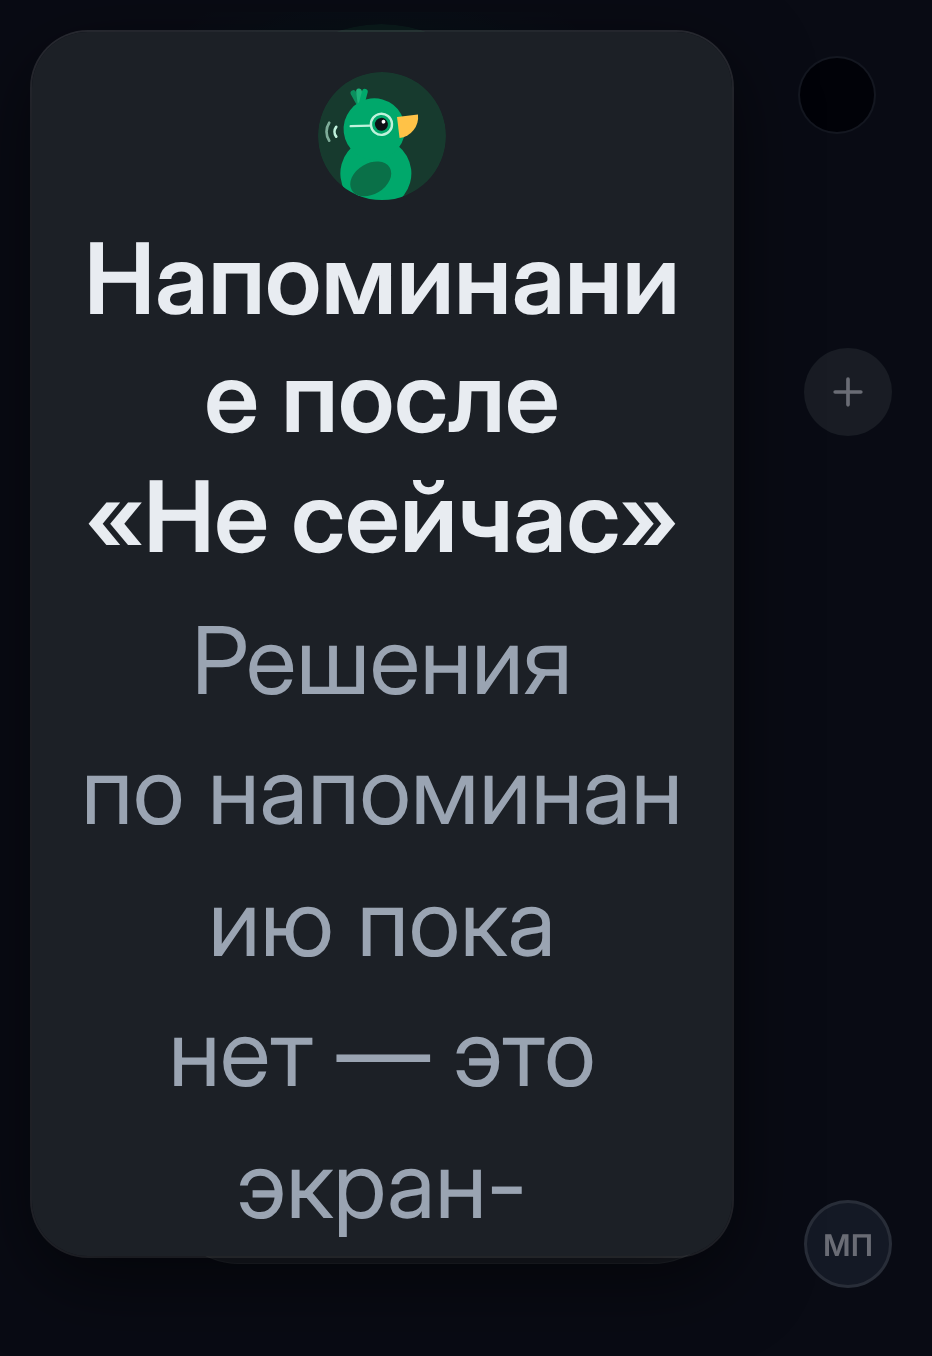 Напоминани
е после
«Не сейчас»
Решения
по напоминан
ию пока
нет — это
экран-
МП